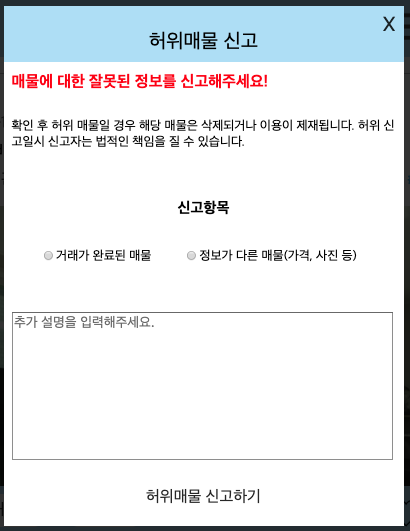 X
허위매물 신고
매물에 대한 잘못된 정보를 신고해주세요!
확인 후 허위 매물일 경우 해당 매물은 삭제되거나 이용이 제재됩니다. 허위 신
고일시 신고자는 법적인 책임을 질 수 있습니다.
신고항목
거래가 완료된 매물 정보가 다른 매물(가격, 사진 등)
추가 설명을 입력해주세요.
허위매물 신고하기